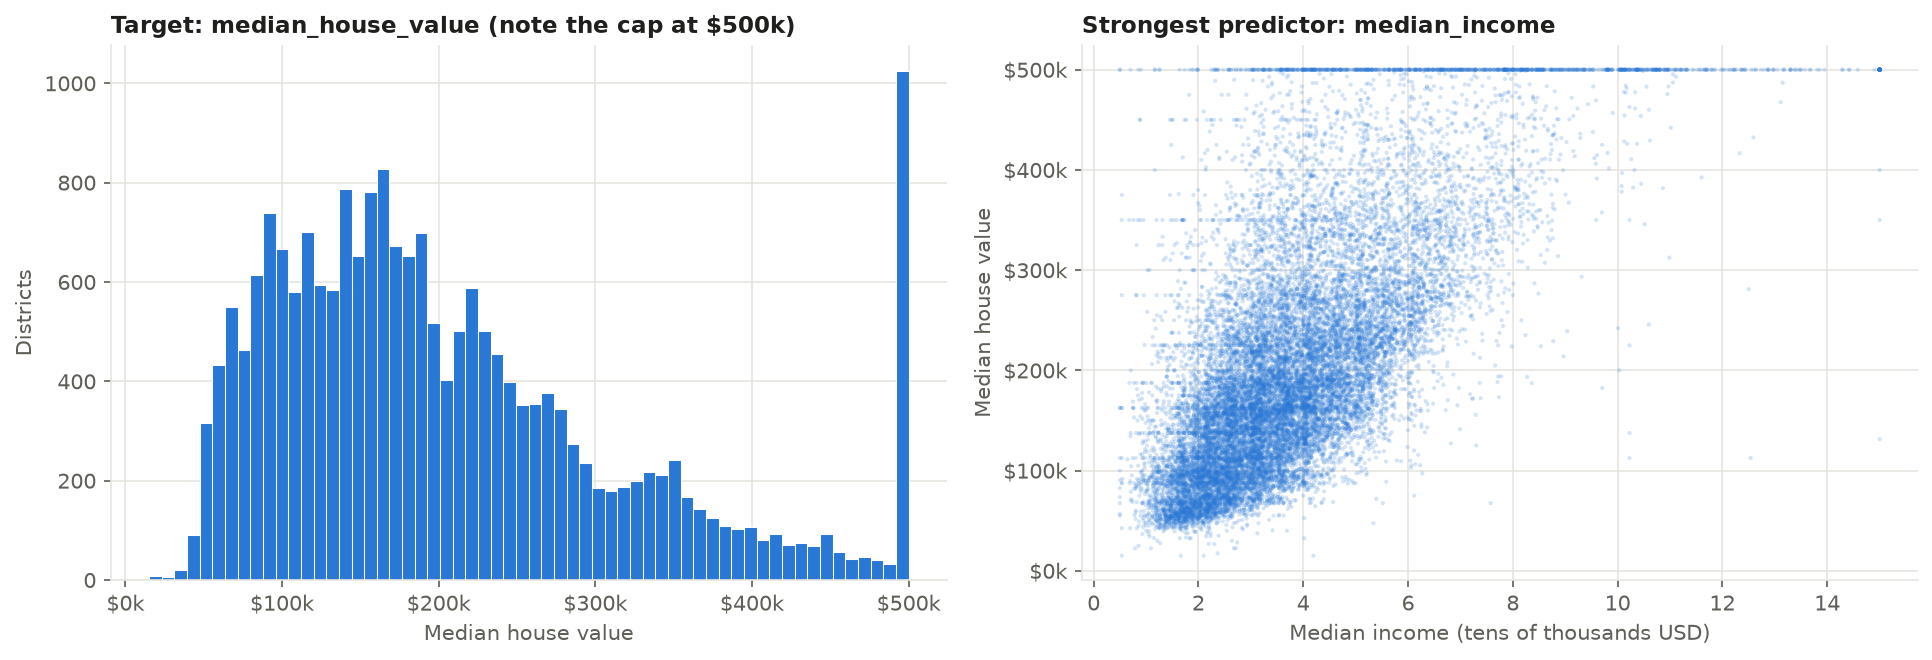 Target: median_house_value (note the cap at $500k)
1000
800
600
400
200
0
Districts
$0k
$100k
$200k
$300k
$400k
$500k
Median house value
Strongest predictor: median_income
$500k
$400k
$300k
$200k
$100k
$0k
Median house value
0
2
4
6
8
10
12
14
Median income (tens of thousands USD)